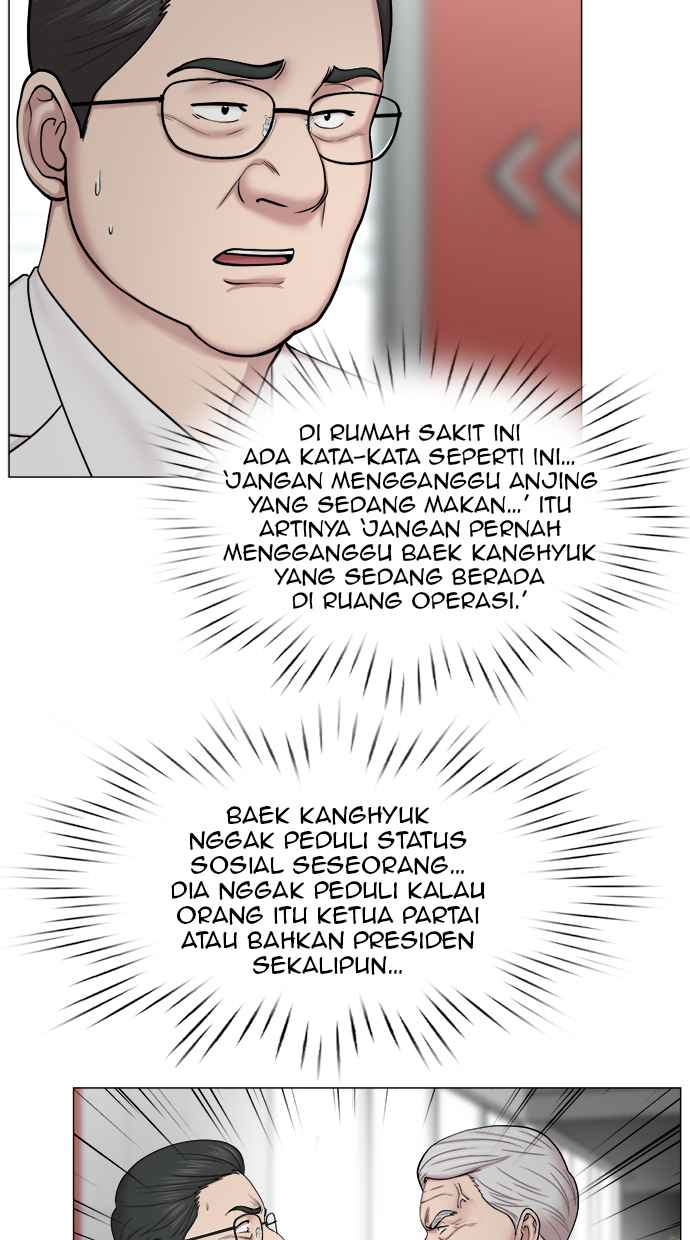 DI RUMAH SAKIT INI
ADA KATA-KATA SEPERTI INI...
'JANGAN MENGGANGGU ANJING
YANG SEDANG MAKAN...' ITU
ARTINYA 'JANGAN PERNAH
MENGGANGGU BAEK KANGHYUK
YANG SEDANG BERADA
DI RUANG OPERASI.'
BAEK KANGHYUK
NGGAK PEDULI STATUS
SOSIAL SESEORANG...
DIA NGGAK PEDULI KALAU
ORANG ITU KETUA PARTAI
ATAU BAHKAN PRESIDEN
SEKALIPUN...